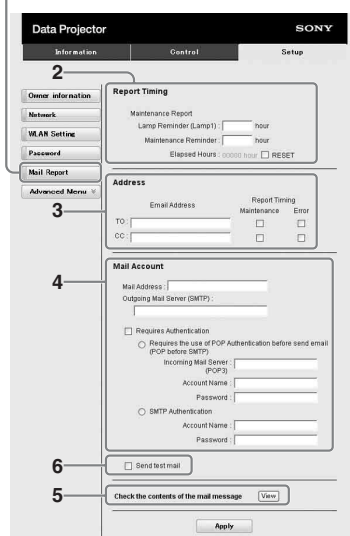 Data Projector
SONY
Information
Control
Setup
2
Owner information
Network
WLAN Setting
Password
Mail Report
Advanced Menu
Report Timing
Maintenance Report
Lamp Reminder (Lamp1) : hour
Maintenance Reminder : hour
Elapsed Hours : 00000 hour RESET
3
Address
Email Address
Report Timing
Maintenance Error
TO :
CC :
4
Mail Account
Mail Address :
Outgoing Mail Server (SMTP) :
Requires Authentication
Requires the use of POP Authentication before send email
(POP before SMTP)
Incoming Mail Server :
(POP3)
Account Name :
Password :
SMTP Authentication
Account Name :
Password :
6
Send test mail
5
Check the contents of the mail message View
Apply